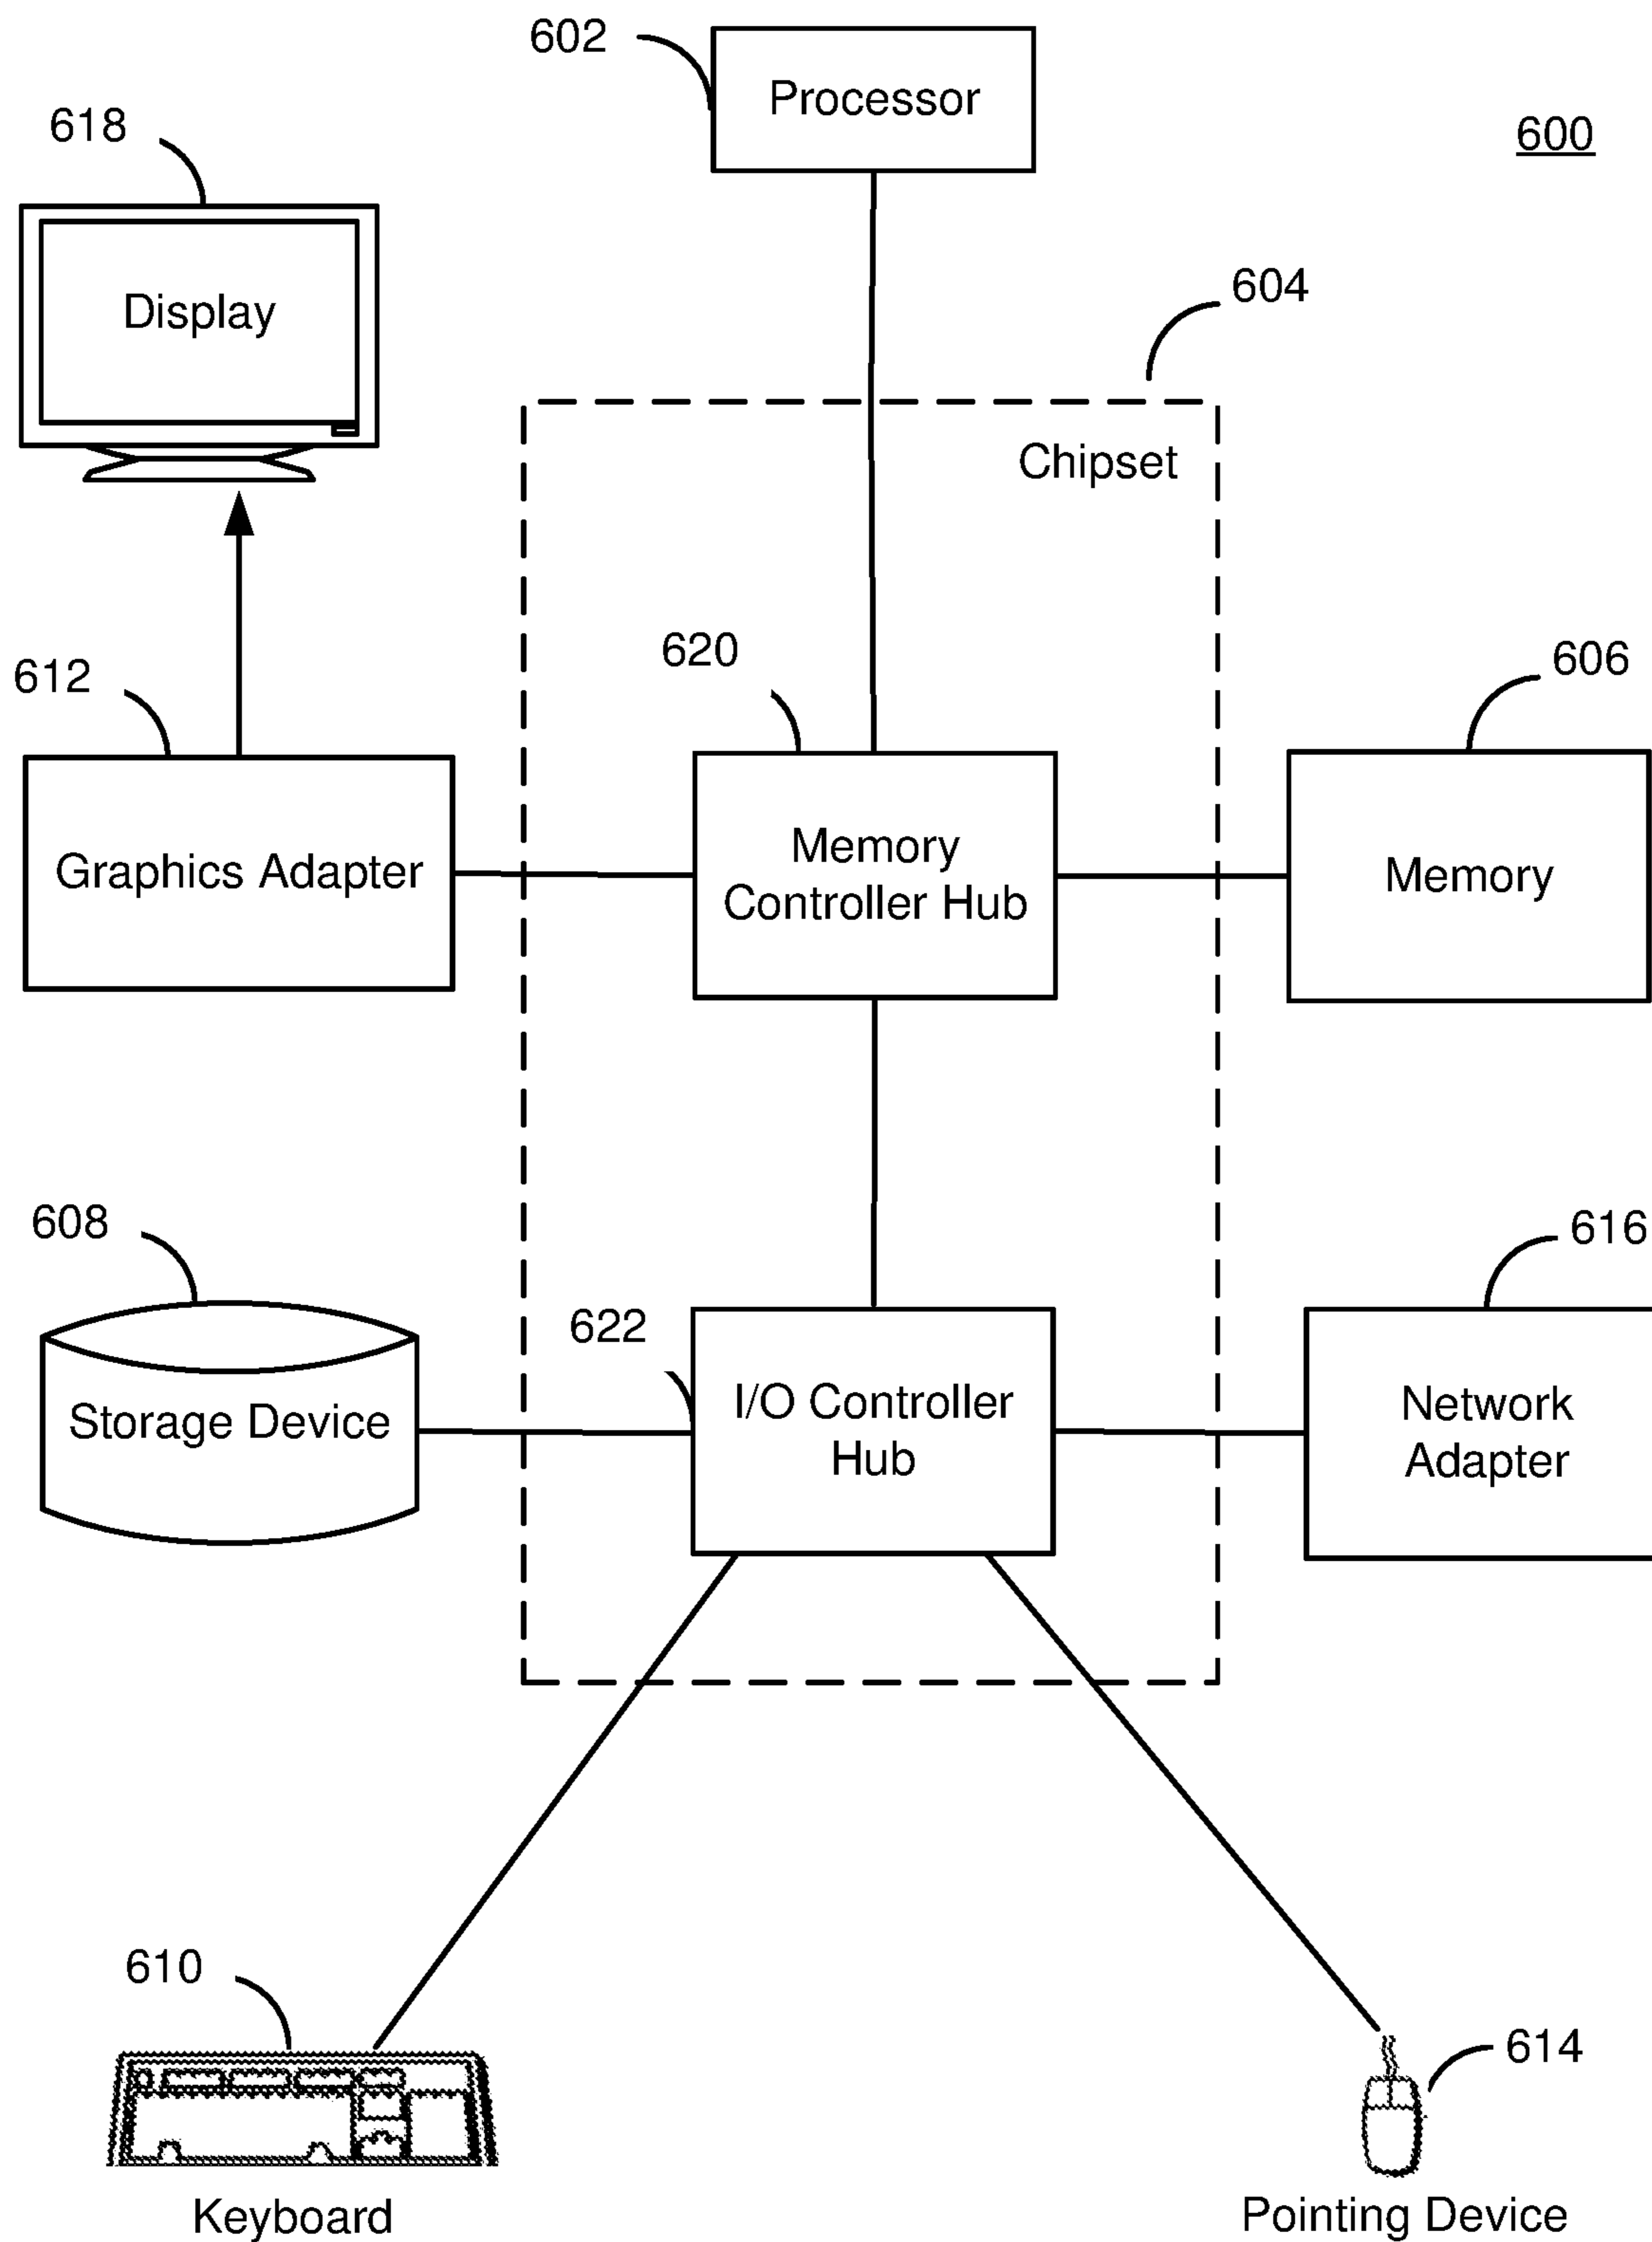 602
Processor
600
618
Display
604
Chipset
620
612
606
Graphics Adapter
Memory
Controller Hub
Memory
608
616
622
Storage Device
I/O Controller
Hub
Network
Adapter
610
614
Keyboard
Pointing Device